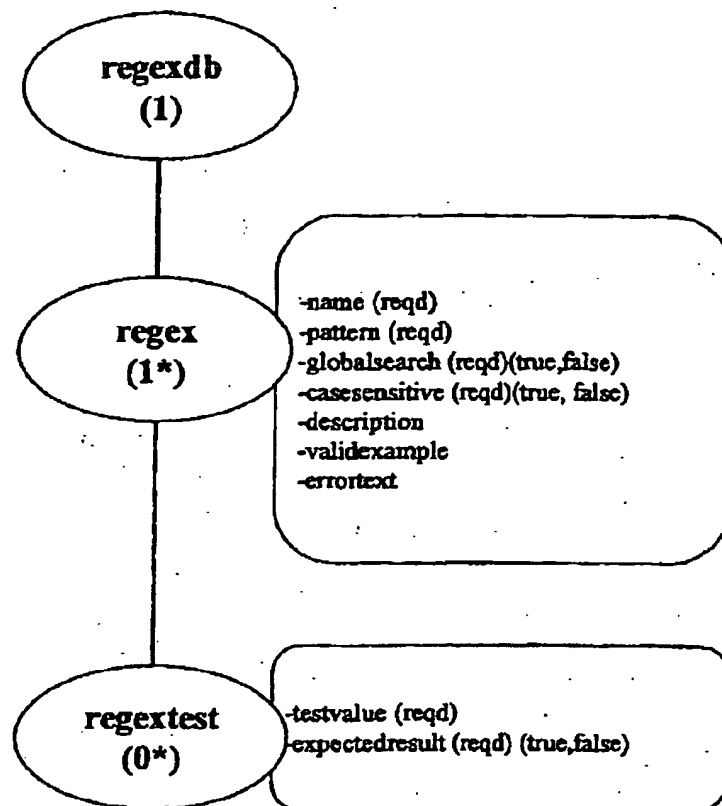 regexdb
(1)
regex
(1*)
-name (reqd)
-pattern (reqd)
-globalsearch (reqd)(true,false)
-casesensitive (reqd)(true, false)
-description
-validexample
-errortext
regextest
(0*)
-testvalue (reqd)
-expectedresult (reqd) (true,false)